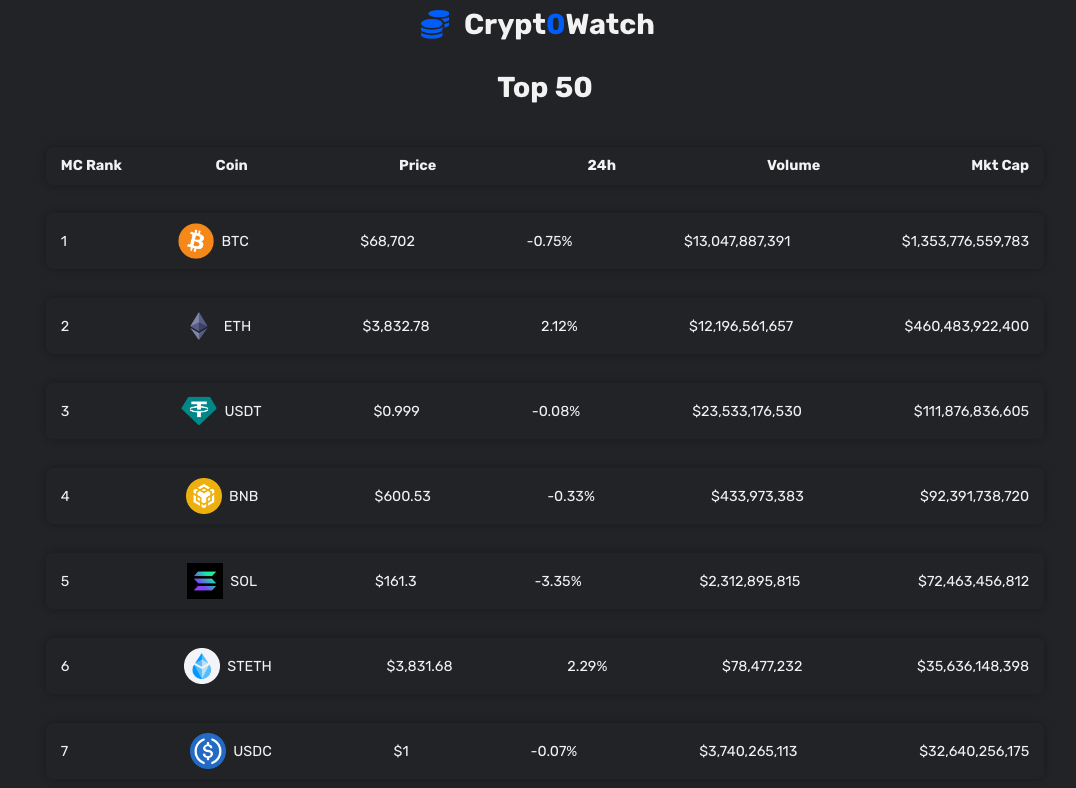 Crypt0Watch
Top 50
MC Rank Coin Price 24h Volume Mkt Cap
1 BTC $68,702 -0.75% $13,047,887,391 $1,353,776,559,783
2 ETH $3,832.78 2.12% $12,196,561,657 $460,483,922,400
3 USDT $0.999 -0.08% $23,533,176,530 $111,876,836,605
4 BNB $600.53 -0.33% $433,973,383 $92,391,738,720
5 SOL $161.3 -3.35% $2,312,895,815 $72,463,456,812
6 STETH $3,831.68 2.29% $78,477,232 $35,636,148,398
7 USDC $1 -0.07% $3,740,265,113 $32,640,256,175